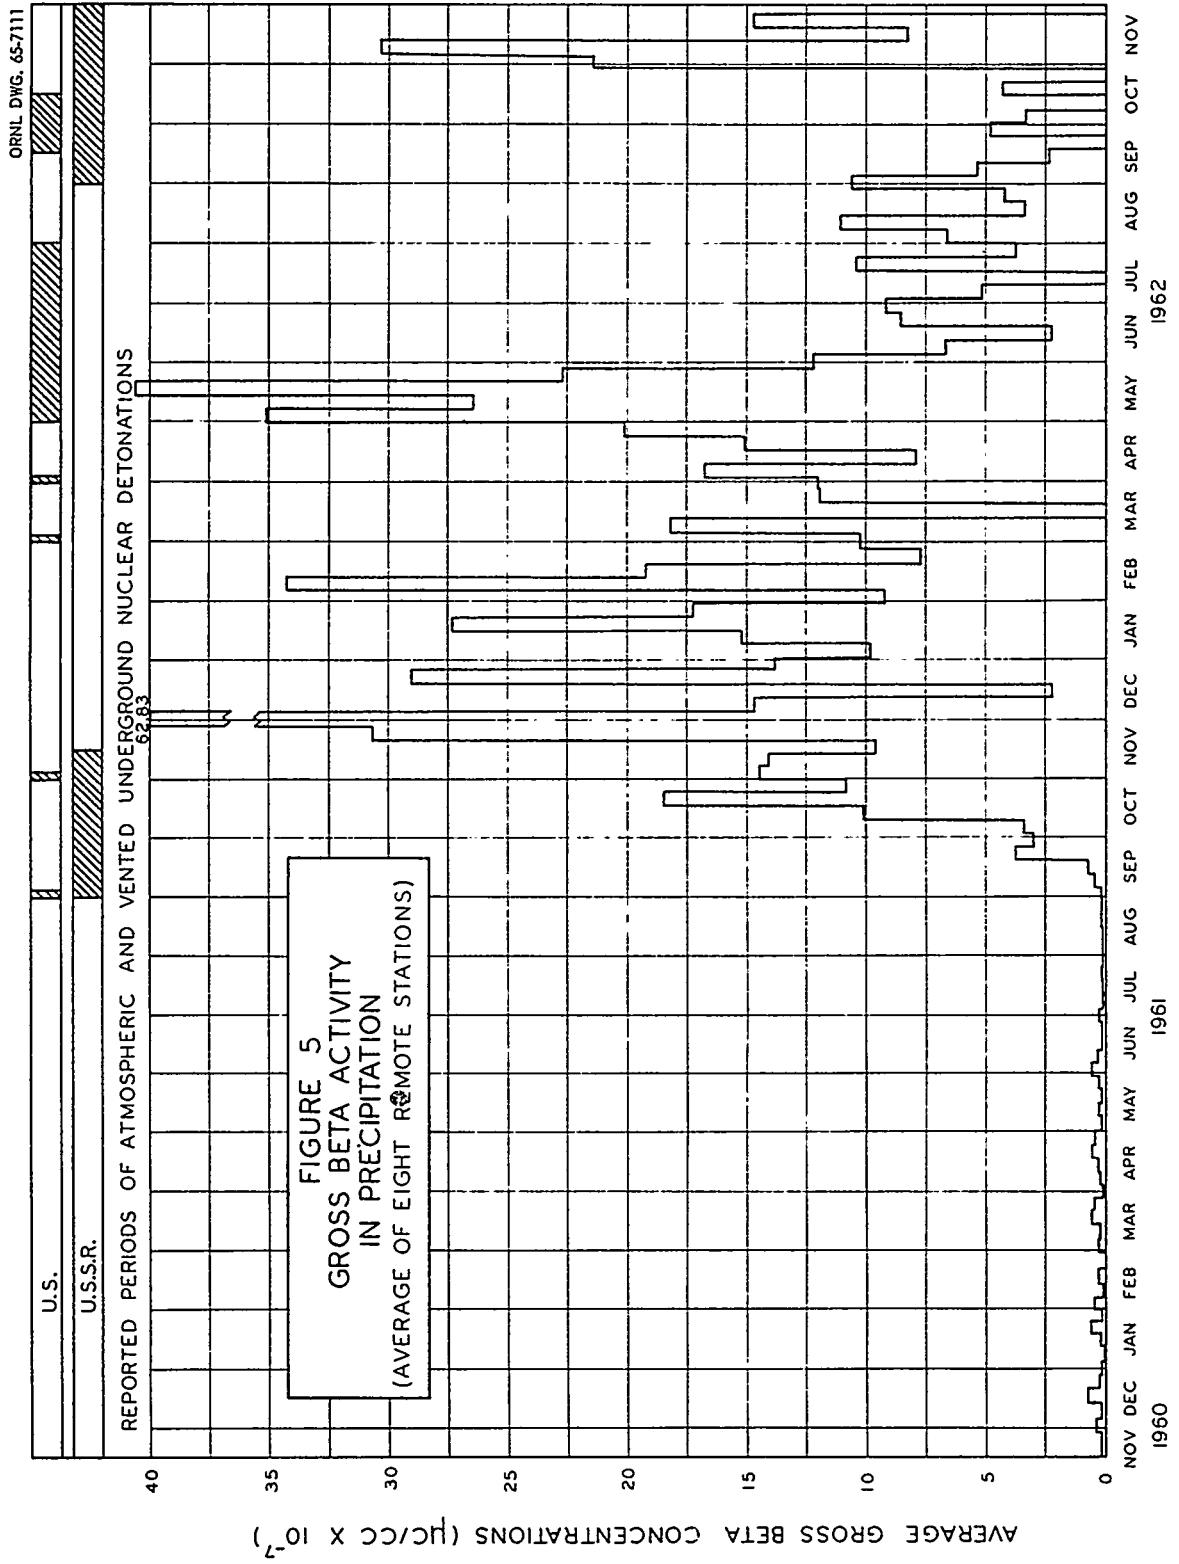 ORNL DWG. 65-7111
U.S.
U.S.S.R.
REPORTED PERIODS OF ATMOSPHERIC AND VENTED UNDERGROUND NUCLEAR DETONATIONS
62.83
FIGURE 5
GROSS BETA ACTIVITY
IN PRECIPITATION
(AVERAGE OF EIGHT REMOTE STATIONS)
AVERAGE GROSS BETA CONCENTRATIONS (μC/CC X 10⁻⁷)
40
35
30
25
20
15
10
5
0
NOV DEC JAN FEB MAR APR MAY JUN JUL AUG SEP OCT NOV DEC JAN FEB MAR APR MAY JUN JUL AUG SEP OCT NOV
1960 1961 1962